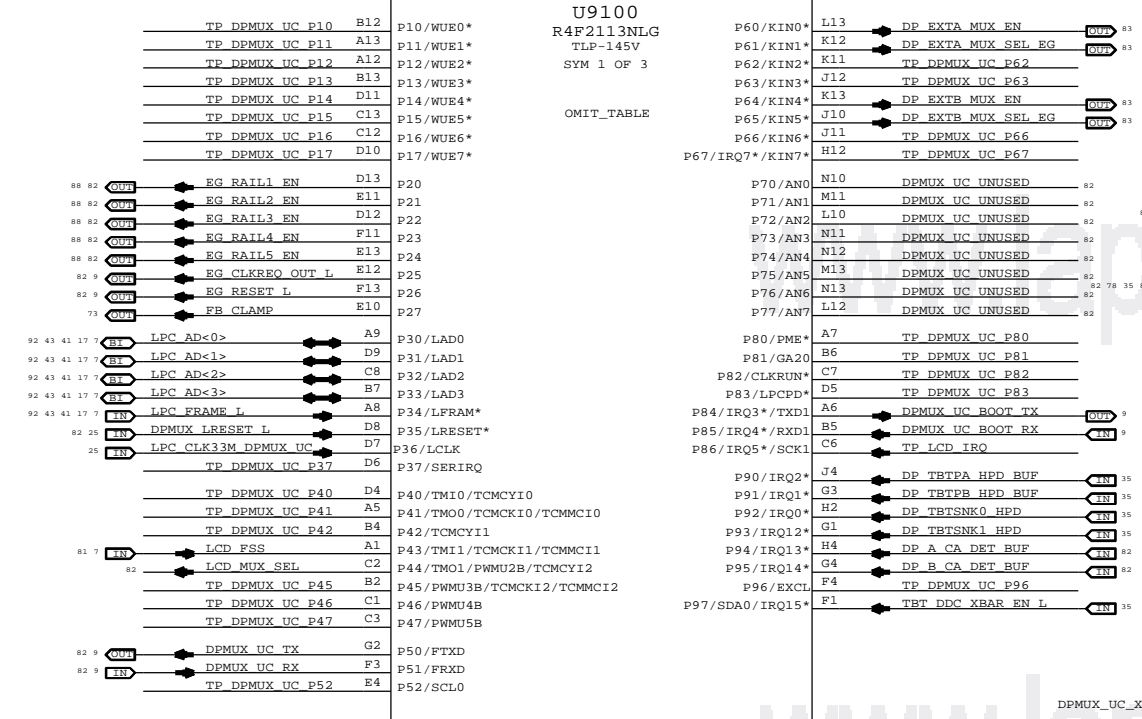 U9100
R4F2113NLG
TLP-145V
SYM 1 OF 3
OMIT_TABLE
TP_DPMUX_UC_P10 B12 P10/WUE0*
TP_DPMUX_UC_P11 A13 P11/WUE1*
TP_DPMUX_UC_P12 A12 P12/WUE2*
TP_DPMUX_UC_P13 B13 P13/WUE3*
TP_DPMUX_UC_P14 D11 P14/WUE4*
TP_DPMUX_UC_P15 C13 P15/WUE5*
TP_DPMUX_UC_P16 C12 P16/WUE6*
TP_DPMUX_UC_P17 D10 P17/WUE7*
88 82 OUT EG_RAIL1_EN D13 P20
88 82 OUT EG_RAIL2_EN E11 P21
88 82 OUT EG_RAIL3_EN D12 P22
88 82 OUT EG_RAIL4_EN F11 P23
88 82 OUT EG_RAIL5_EN E13 P24
82 9 OUT EG_CLKREQ_OUT_L E12 P25
82 9 OUT EG_RESET_L F13 P26
73 OUT FB_CLAMP E10 P27
92 43 41 17 7 BI LPC_AD<0> A9 P30/LAD0
92 43 41 17 7 BI LPC_AD<1> D9 P31/LAD1
92 43 41 17 7 BI LPC_AD<2> C8 P32/LAD2
92 43 41 17 7 BI LPC_AD<3> B7 P33/LAD3
92 43 41 17 7 IN LPC_FRAME_L A8 P34/LFRAM*
82 25 IN DPMUX_LRESET_L D8 P35/LRESET*
25 IN LPC_CLK33M_DPMUX_UC D7 P36/LCLK
TP_DPMUX_UC_P37 D6 P37/SERIRQ
TP_DPMUX_UC_P40 D4 P40/TMI0/TCMCYI0
TP_DPMUX_UC_P41 A5 P41/TMO0/TCMCKI0/TCMMCI0
TP_DPMUX_UC_P42 B4 P42/TCMCYI1
81 7 IN LCD_FSS A1 P43/TMI1/TCMCKI1/TCMMCI1
82 LCD_MUX_SEL C2 P44/TMO1/PWMU2B/TCMCYI2
TP_DPMUX_UC_P45 B2 P45/PWMU3B/TCMCKI2/TCMMCI2
TP_DPMUX_UC_P46 C1 P46/PWMU4B
TP_DPMUX_UC_P47 C3 P47/PWMU5B
82 9 OUT DPMUX_UC_TX G2 P50/FTXD
82 9 IN DPMUX_UC_RX F3 P51/FRXD
TP_DPMUX_UC_P52 E4 P52/SCL0
P60/KIN0* L13 DP_EXTA_MUX_EN OUT 83
P61/KIN1* K12 DP_EXTA_MUX_SEL_EG OUT 83
P62/KIN2* K11 TP_DPMUX_UC_P62
P63/KIN3* J12 TP_DPMUX_UC_P63
P64/KIN4* K13 DP_EXTB_MUX_EN OUT 83
P65/KIN5* J10 DP_EXTB_MUX_SEL_EG OUT 83
P66/KIN6* J11 TP_DPMUX_UC_P66
P67/IRQ7*/KIN7* H12 TP_DPMUX_UC_P67
P70/AN0 N10 DPMUX_UC_UNUSED 82
P71/AN1 M11 DPMUX_UC_UNUSED 82
P72/AN2 L10 DPMUX_UC_UNUSED 82
P73/AN3 N11 DPMUX_UC_UNUSED 82
P74/AN4 N12 DPMUX_UC_UNUSED 82
P75/AN5 M13 DPMUX_UC_UNUSED 82
P76/AN6 N13 DPMUX_UC_UNUSED 82
P77/AN7 L12 DPMUX_UC_UNUSED 82
82 78 35 8
P80/PME* A7 TP_DPMUX_UC_P80
P81/GA20 B6 TP_DPMUX_UC_P81
P82/CLKRUN* C7 TP_DPMUX_UC_P82
P83/LPCPD* D5 TP_DPMUX_UC_P83
P84/IRQ3*/TXD1 A6 DPMUX_UC_BOOT_TX OUT 9
P85/IRQ4*/RXD1 B5 DPMUX_UC_BOOT_RX IN 9
P86/IRQ5*/SCK1 C6 TP_LCD_IRQ
P90/IRQ2* J4 DP_TBTPA_HPD_BUF IN 35
P91/IRQ1* G3 DP_TBTPB_HPD_BUF IN 35
P92/IRQ0* H2 DP_TBTSNK0_HPD IN 35
P93/IRQ12* G1 DP_TBTSNK1_HPD IN 35
P94/IRQ13* H4 DP_A_CA_DET_BUF IN 82
P95/IRQ14* G4 DP_B_CA_DET_BUF IN 82
P96/EXCL F4 TP_DPMUX_UC_P96
P97/SDA0/IRQ15* F1 TBT_DDC_XBAR_EN_L IN 35
DPMUX_UC_X
www.lap